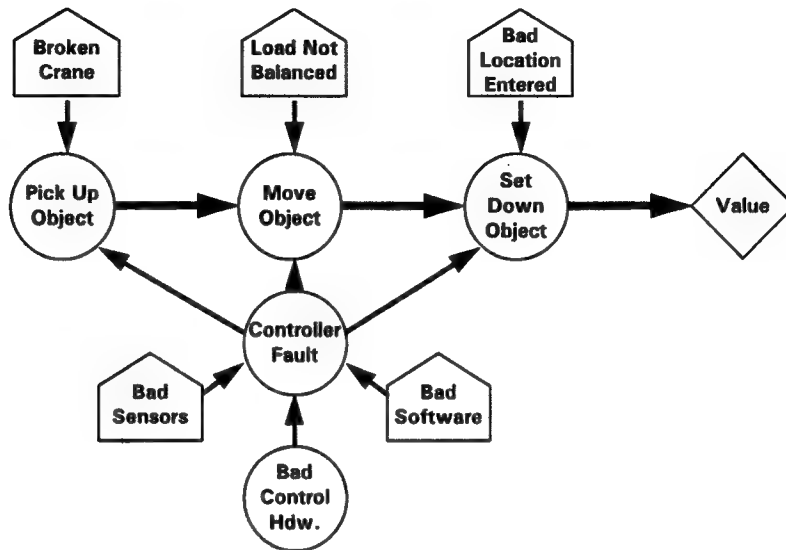 Broken
Crane
Load Not
Balanced
Bad
Location
Entered
Pick Up
Object
Move
Object
Set
Down
Object
Value
Controller
Fault
Bad
Sensors
Bad
Software
Bad
Control
Hdw.